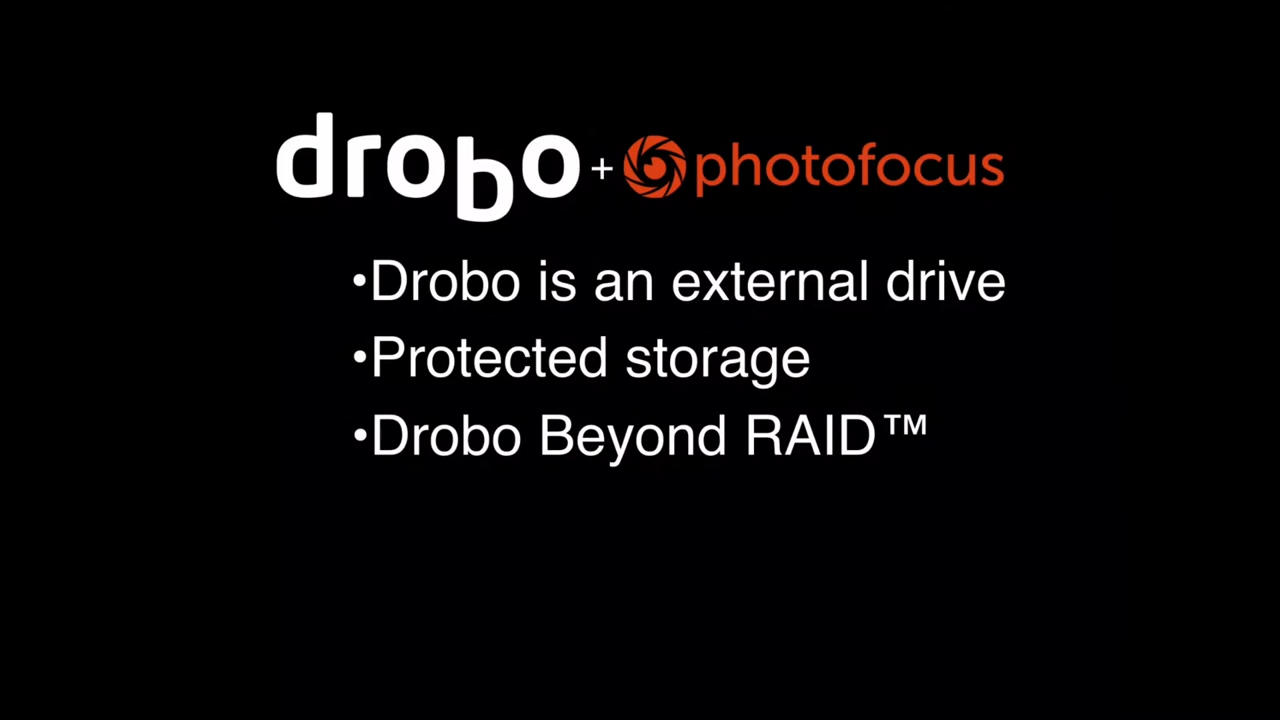 drobo + photofocus
•Drobo is an external drive
•Protected storage
•Drobo Beyond RAID™